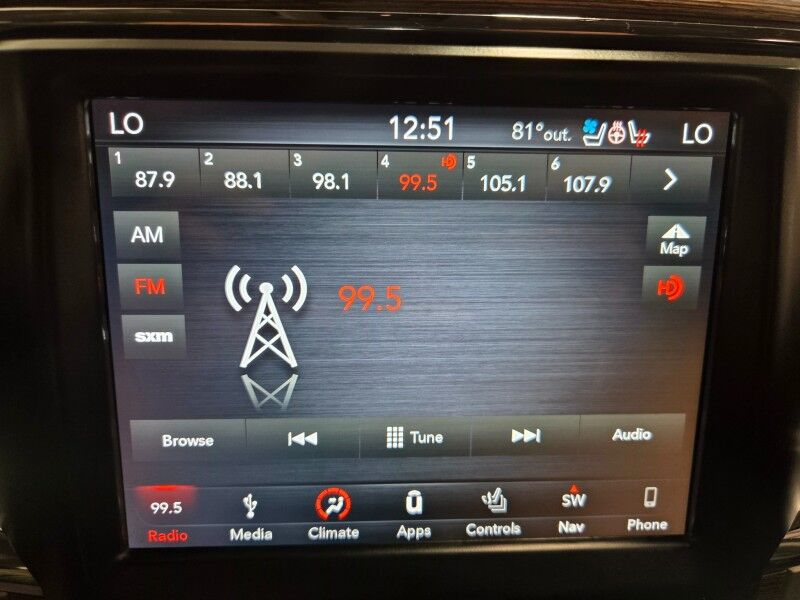 LO 12:51 81° out. LO
1 2 3 4 HD 5 6
87.9 88.1 98.1 99.5 105.1 107.9
AM
Map
FM 99.5 HD
sxm
Browse Tune Audio
99.5 SW
Radio Media Climate Apps Controls Nav Phone